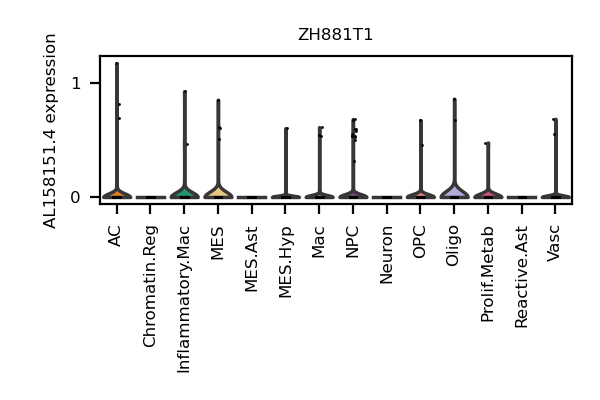 ZH881T1
AL158151.4 expression
1
0
AC
Chromatin.Reg
Inflammatory.Mac
MES
MES.Ast
MES.Hyp
Mac
NPC
Neuron
OPC
Oligo
Prolif.Metab
Reactive.Ast
Vasc